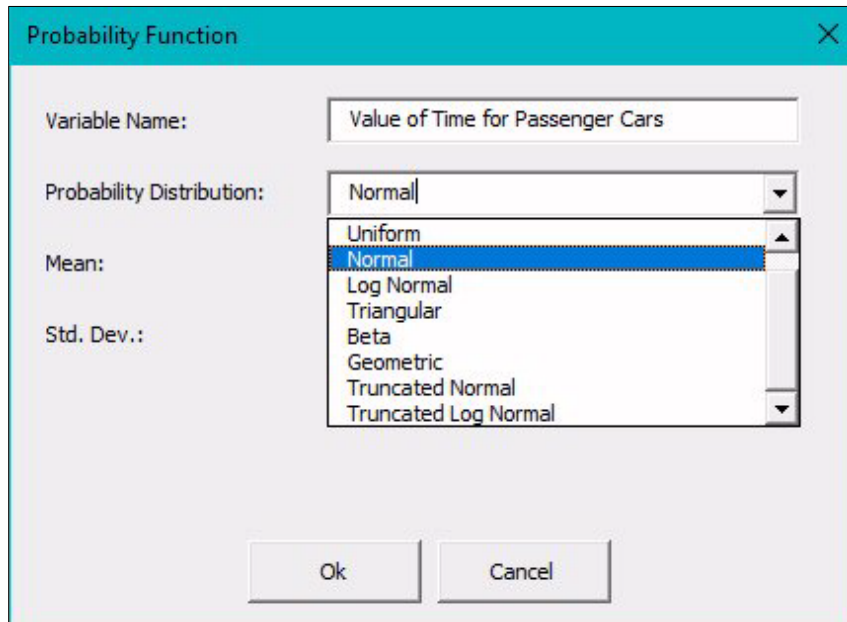 Probability Function
Variable Name: Value of Time for Passenger Cars
Probability Distribution: Normal
Uniform
Mean: Normal
Log Normal
Triangular
Std. Dev.: Beta
Geometric
Truncated Normal
Truncated Log Normal
Ok Cancel